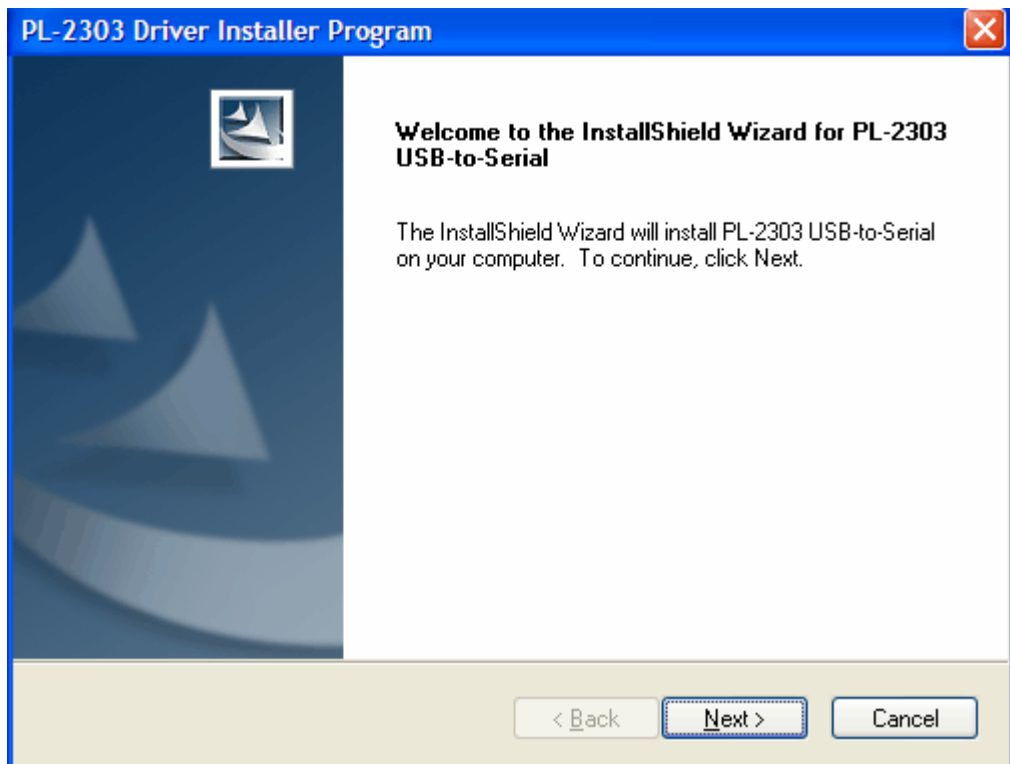 PL-2303 Driver Installer Program
Welcome to the InstallShield Wizard for PL-2303
USB-to-Serial
The InstallShield Wizard will install PL-2303 USB-to-Serial
on your computer.  To continue, click Next.
< Back
Next >
Cancel